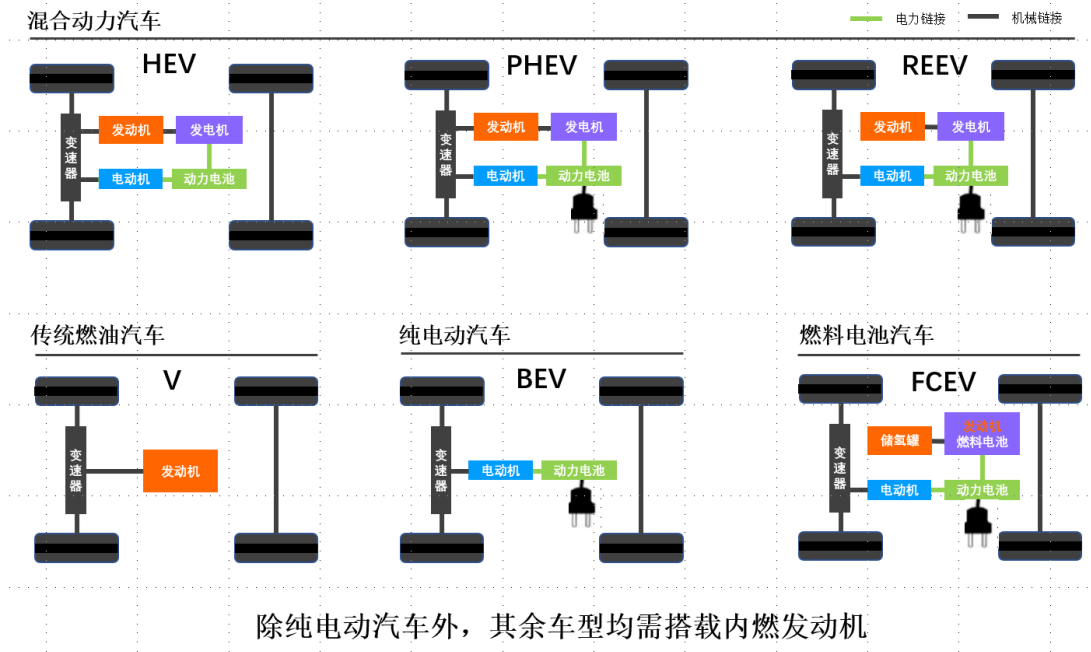 混合动力汽车
电力链接 机械链接
HEV
变速器
发动机
发电机
电动机
动力电池
PHEV
变速器
发动机
发电机
电动机
动力电池
REEV
变速器
发动机
发电机
电动机
动力电池
传统燃油汽车
V
变速器
发动机
纯电动汽车
BEV
变速器
电动机
动力电池
燃料电池汽车
FCEV
变速器
储氢罐
发动机
燃料电池
电动机
动力电池
除纯电动汽车外，其余车型均需搭载内燃发动机